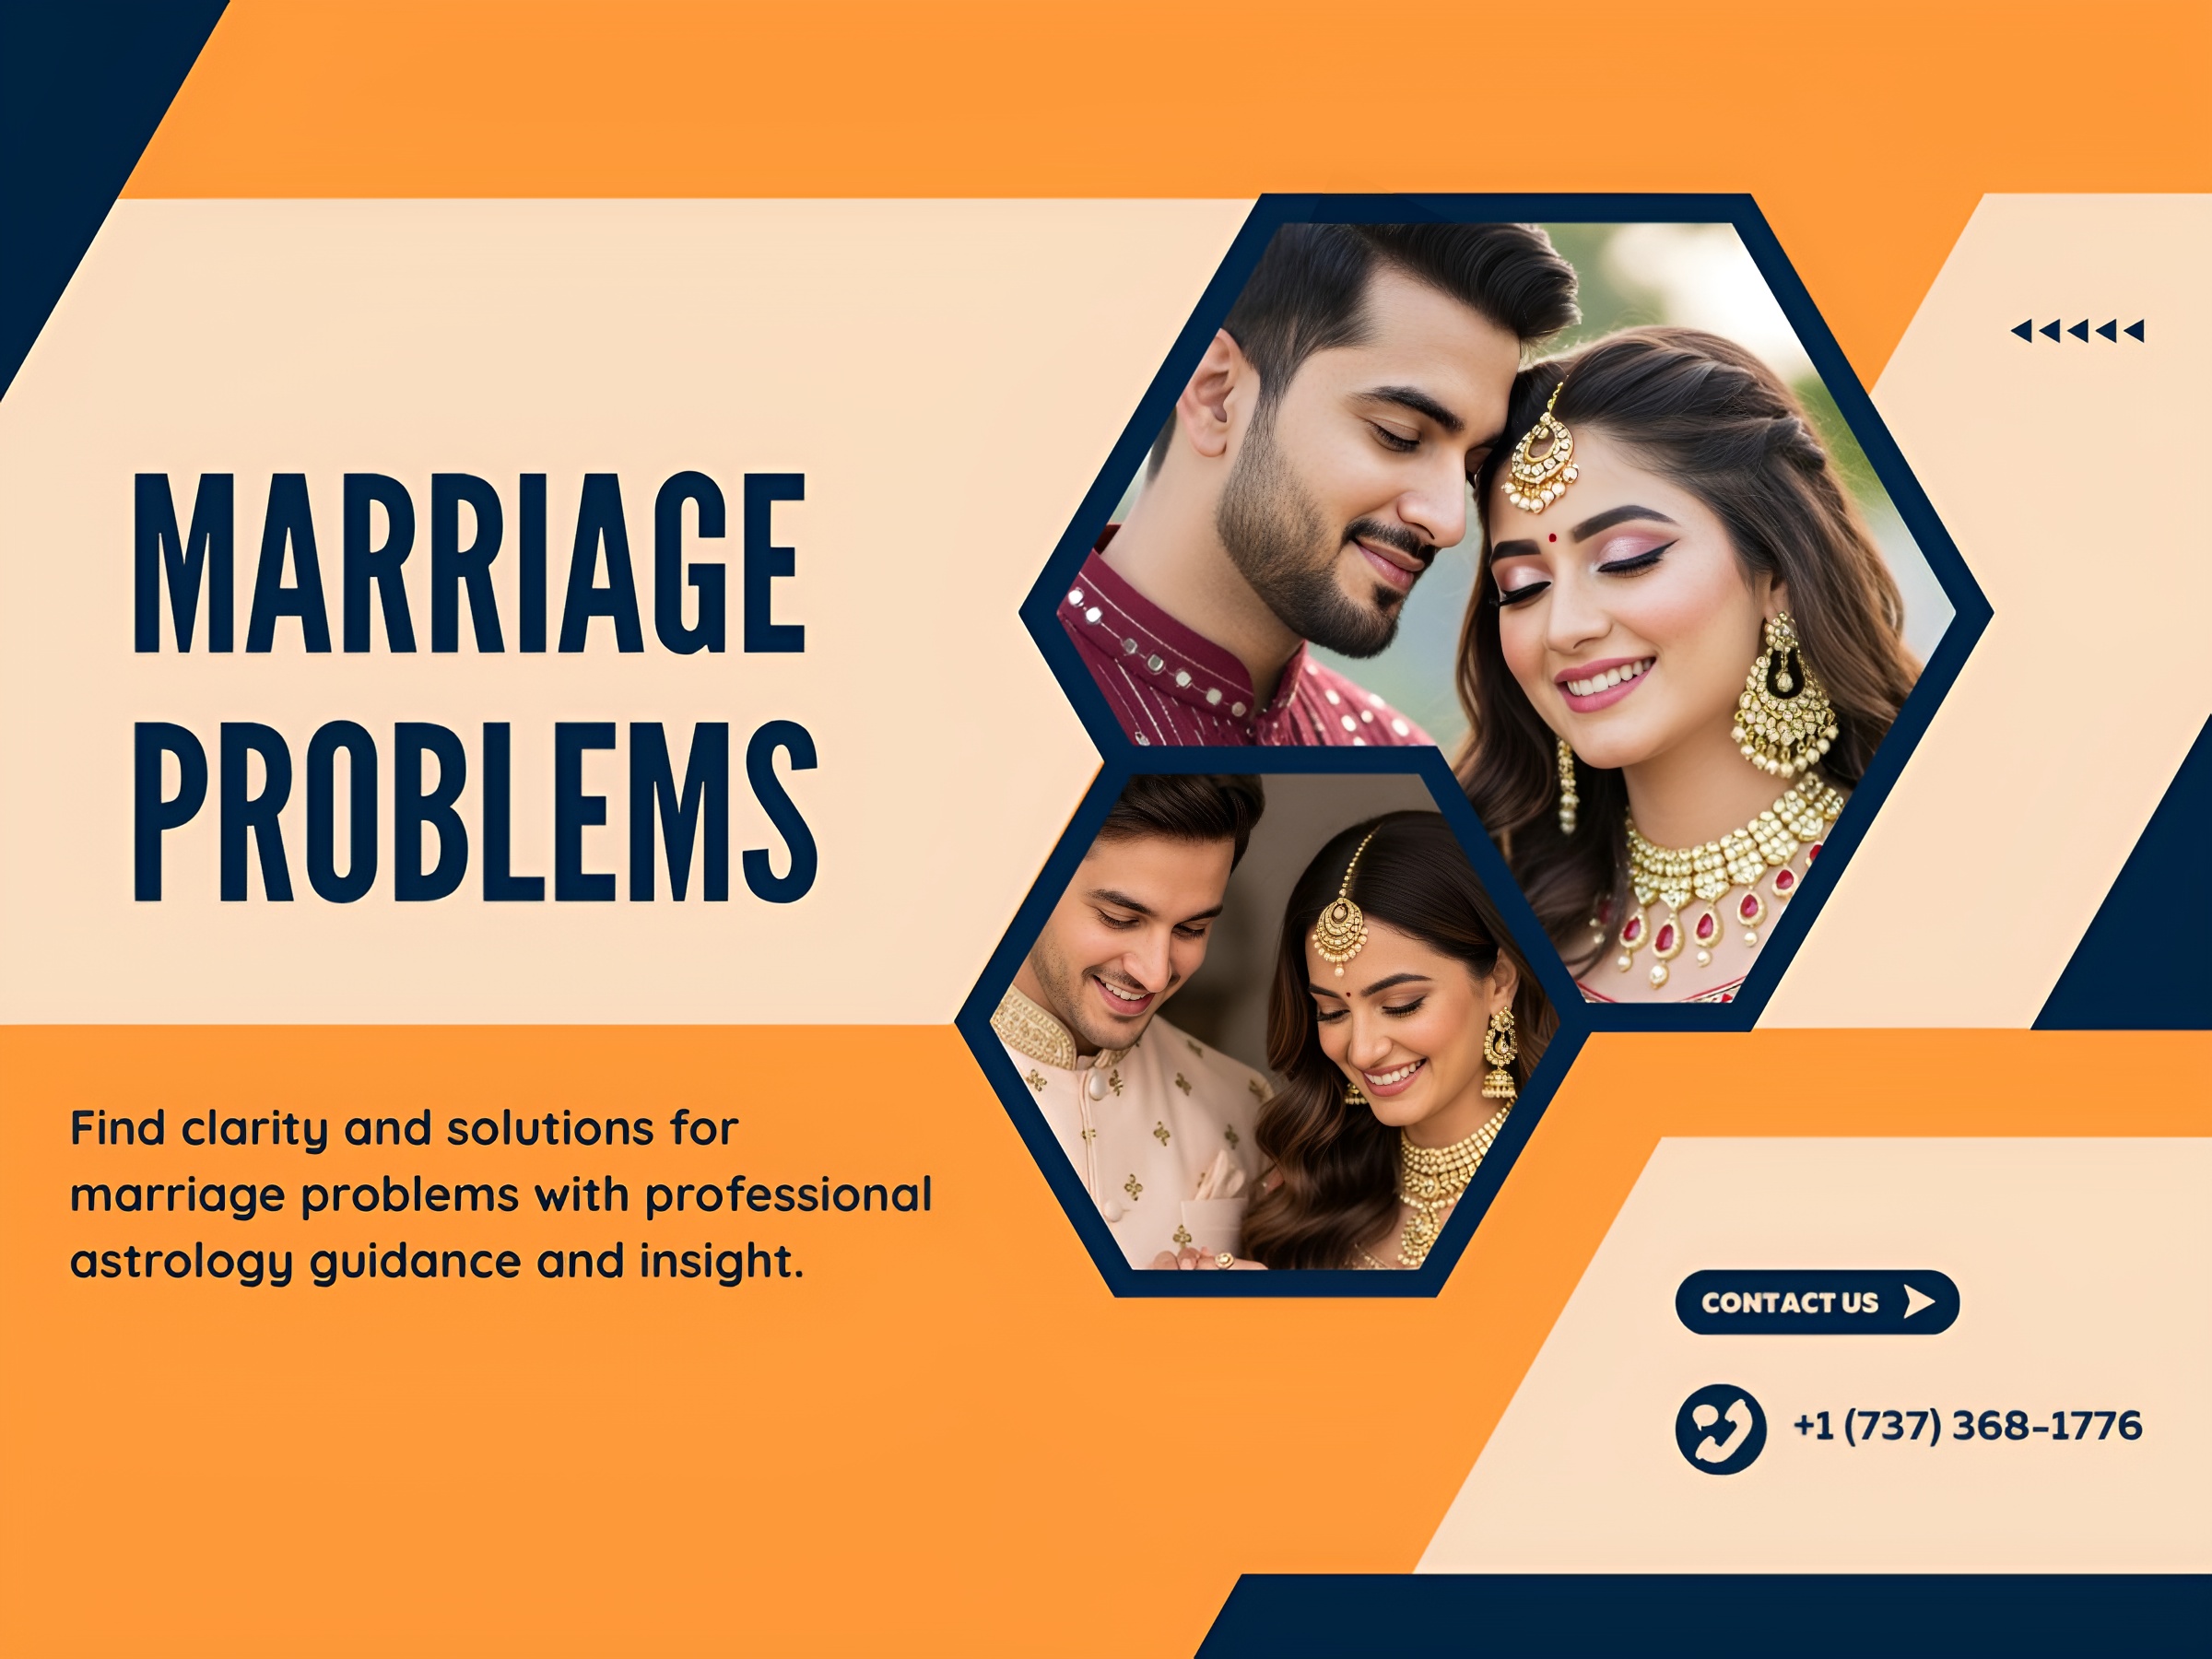 MARRIAGE
PROBLEMS
Find clarity and solutions for
marriage problems with professional
astrology guidance and insight.
CONTACT US
+1 (737) 368-1776